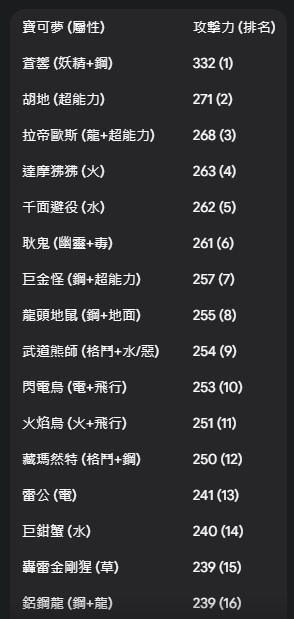 寶可夢 (屬性) 攻擊力 (排名)
蒼響 (妖精+鋼) 332 (1)
胡地 (超能力) 271 (2)
拉帝歐斯 (龍+超能力) 268 (3)
達摩狒狒 (火) 263 (4)
千面避役 (水) 262 (5)
耿鬼 (幽靈+毒) 261 (6)
巨金怪 (鋼+超能力) 257 (7)
龍頭地鼠 (鋼+地面) 255 (8)
武道熊師 (格鬥+水/惡) 254 (9)
閃電鳥 (電+飛行) 253 (10)
火焰鳥 (火+飛行) 251 (11)
藏瑪然特 (格鬥+鋼) 250 (12)
雷公 (電) 241 (13)
巨鉗蟹 (水) 240 (14)
轟擂金剛猩 (草) 239 (15)
鋁鋼龍 (鋼+龍) 239 (16)